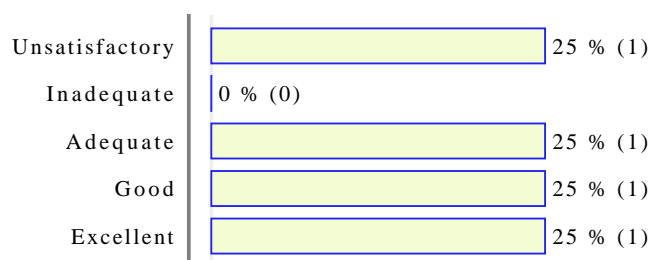 Unsatisfactory 25 % (1)
Inadequate 0 % (0)
Adequate 25 % (1)
Good 25 % (1)
Excellent 25 % (1)